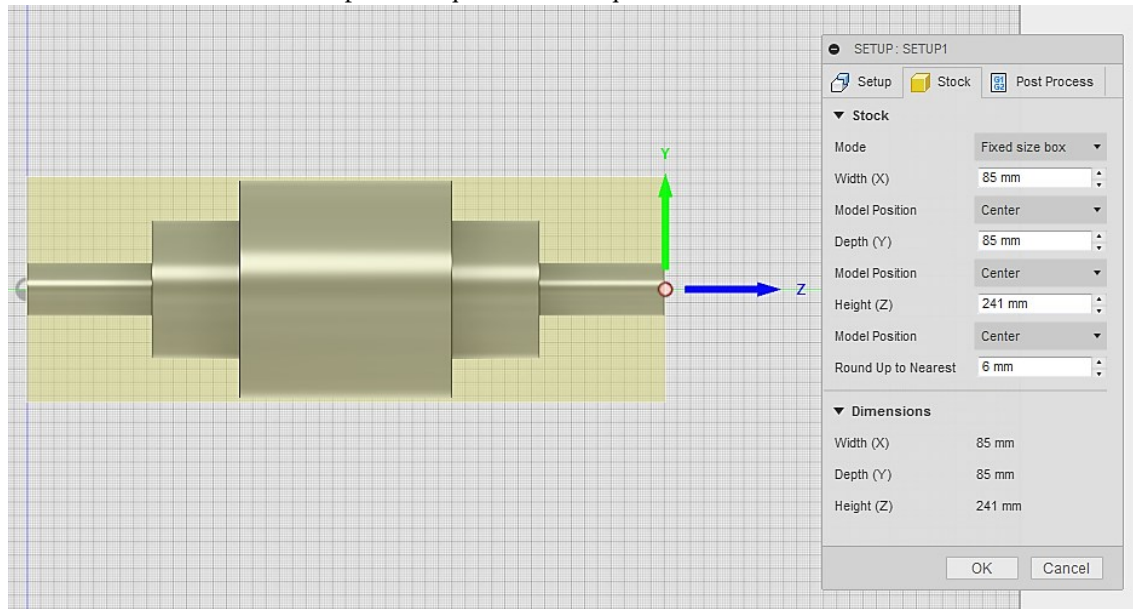 SETUP : SETUP1
Setup Stock G1 G2 Post Process
Stock
Mode Fixed size box
Width (X) 85 mm
Model Position Center
Depth (Y) 85 mm
Model Position Center
Height (Z) 241 mm
Model Position Center
Round Up to Nearest 6 mm
Dimensions
Width (X) 85 mm
Depth (Y) 85 mm
Height (Z) 241 mm
OK Cancel
Y
Z